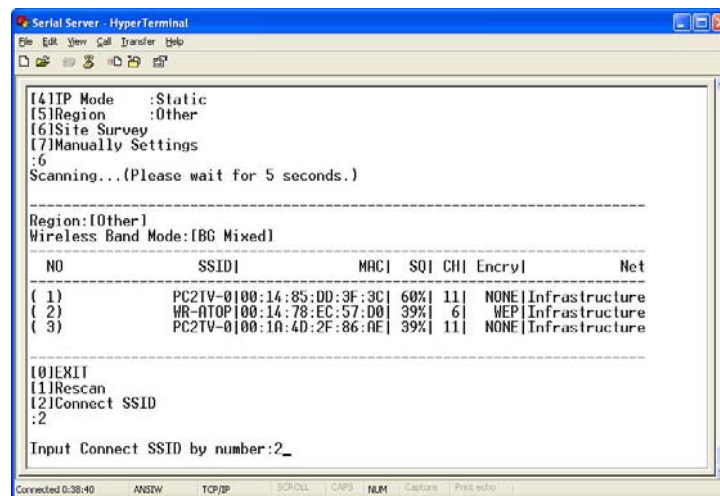 Serial Server - HyperTerminal
File Edit View Call Transfer Help
[4]IP Mode :Static
[5]Region :Other
[6]Site Survey
[7]Manually Settings
:6
Scanning...(Please wait for 5 seconds.)
Region:[Other]
Wireless Band Mode:[BG Mixed]
NO SSID| MAC| SQ| CH| Encry| Net
( 1) PC2TV-0|00:14:85:DD:3F:3C| 60%| 11| NONE|Infrastructure
( 2) WR-ATOP|00:14:78:EC:57:D0| 39%| 6| WEP|Infrastructure
( 3) PC2TV-0|00:1A:4D:2F:86:AE| 39%| 11| NONE|Infrastructure
[0]EXIT
[1]Rescan
[2]Connect SSID
:2
Input Connect SSID by number:2_
Connected 0:38:40 ANSIW TCP/IP SCROLL CAPS NUM Capture Print echo